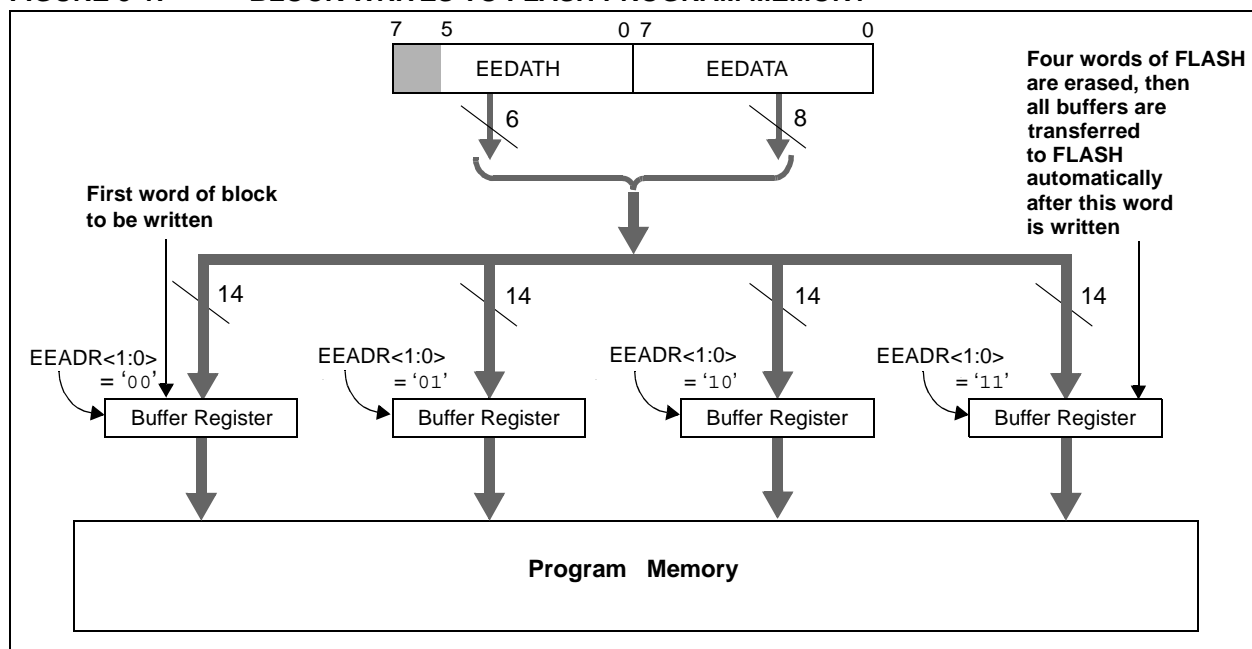 7 5 0 7 0
EEDATH EEDATA
6 8
Four words of FLASH
are erased, then
all buffers are
transferred
to FLASH
automatically
after this word
is written
First word of block
to be written
14 14 14 14
EEADR<1:0>
= ‘00’
EEADR<1:0>
= ‘01’
EEADR<1:0>
= ‘10’
EEADR<1:0>
= ‘11’
Buffer Register Buffer Register Buffer Register Buffer Register
Program Memory